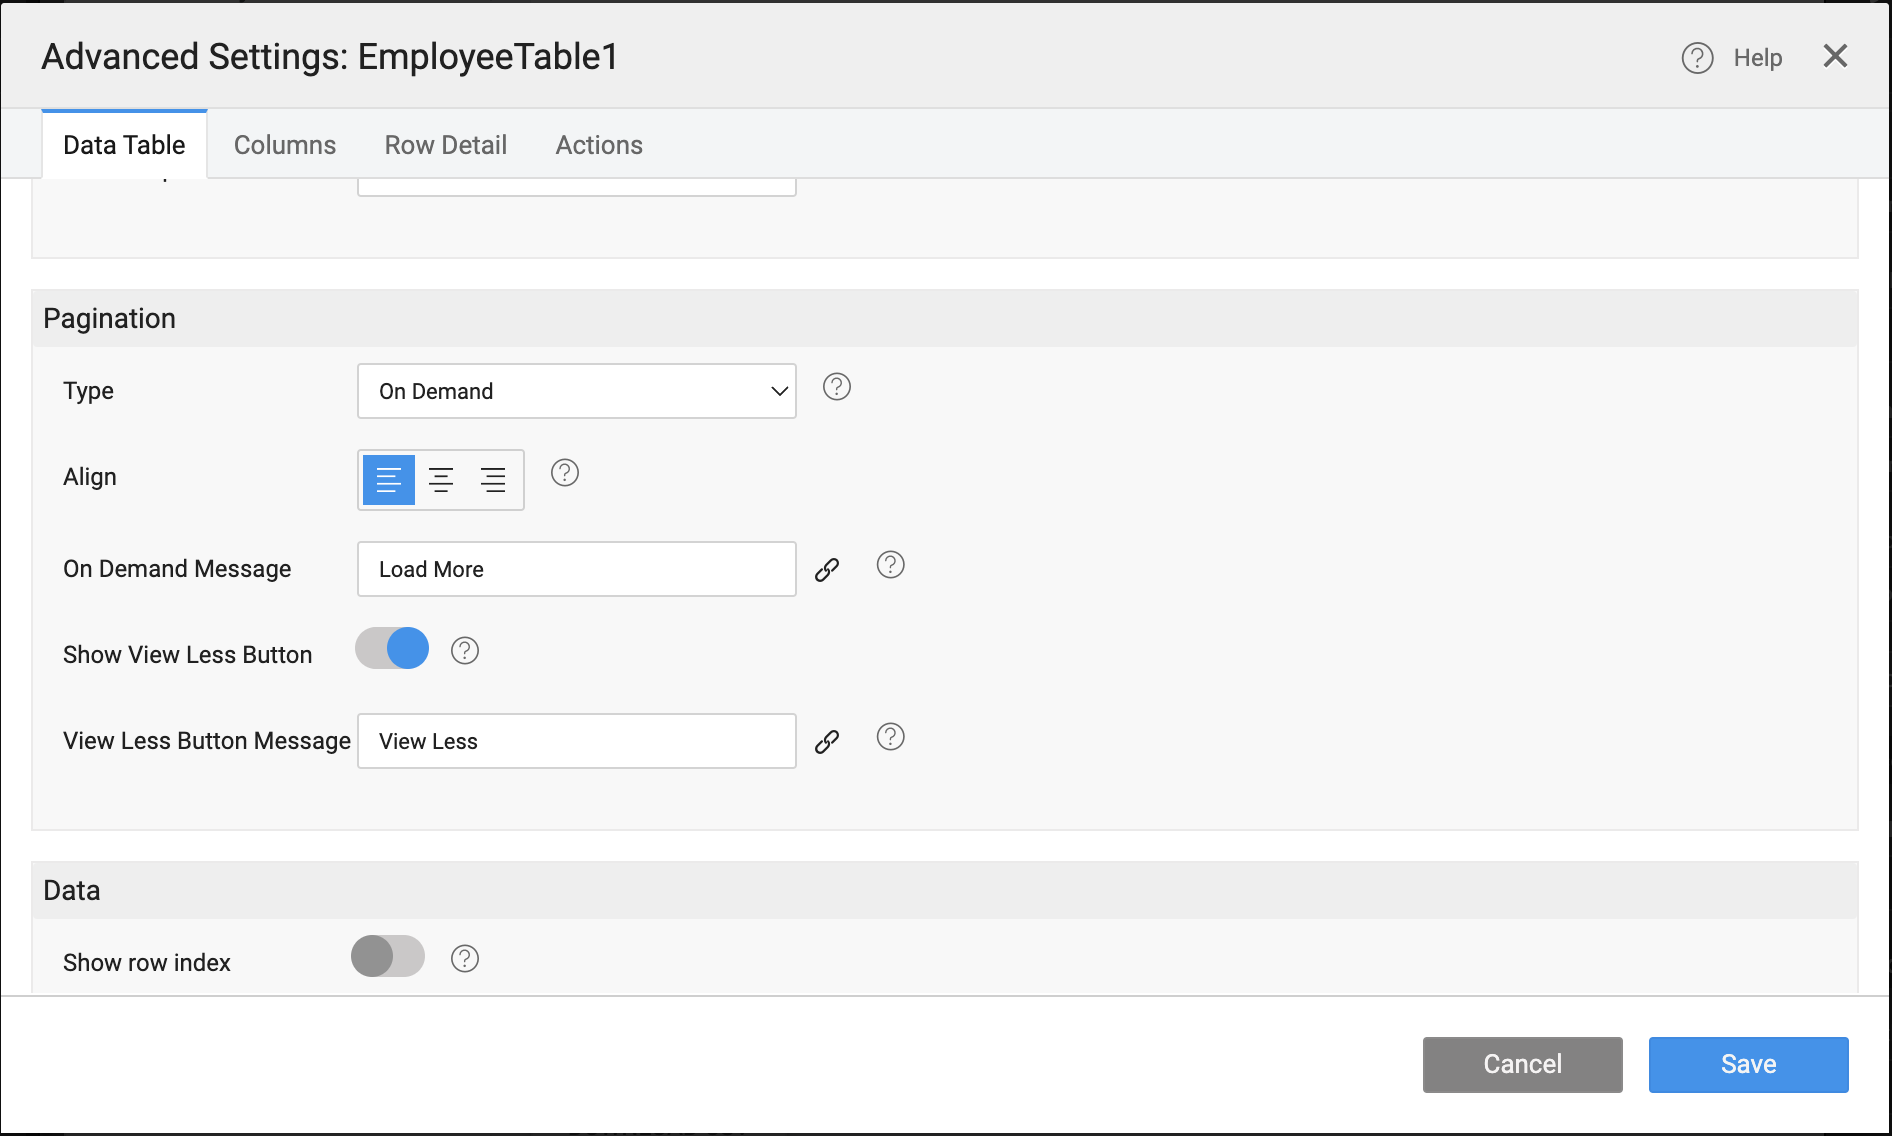 Advanced Settings: EmployeeTable1
? Help
Data Table Columns Row Detail Actions
Pagination
Type On Demand ?
Align ?
On Demand Message Load More ?
Show View Less Button ?
View Less Button Message View Less ?
Data
Show row index ?
Cancel Save